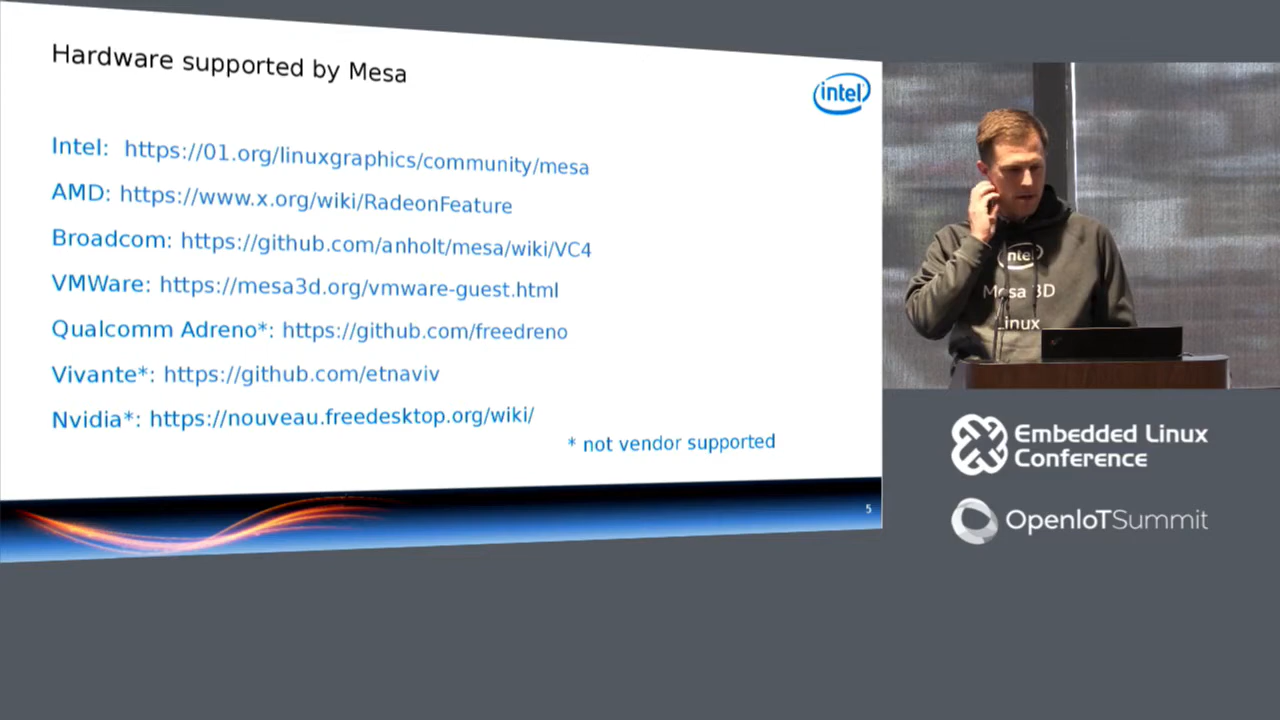 Hardware supported by Mesa
intel
Intel: https://01.org/linuxgraphics/community/mesa
AMD: https://www.x.org/wiki/RadeonFeature
Broadcom: https://github.com/anholt/mesa/wiki/VC4
VMWare: https://mesa3d.org/vmware-guest.html
Qualcomm Adreno*: https://github.com/freedreno
Vivante*: https://github.com/etnaviv
Nvidia*: https://nouveau.freedesktop.org/wiki/
* not vendor supported
5
intel
Mesa 3D
Linux
Embedded Linux
Conference
OpenIoTSummit